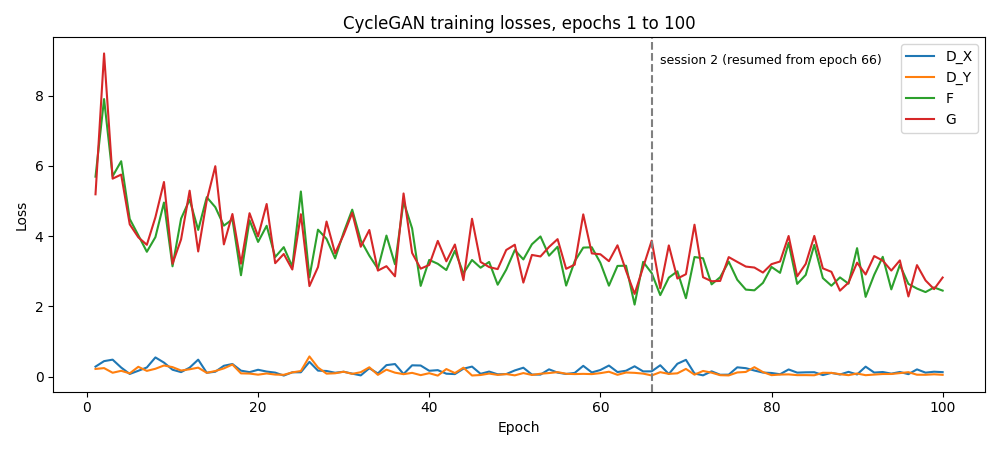 CycleGAN training losses, epochs 1 to 100
session 2 (resumed from epoch 66)
D_X
D_Y
F
G
Loss
8
6
4
2
0
0 20 40 60 80 100
Epoch